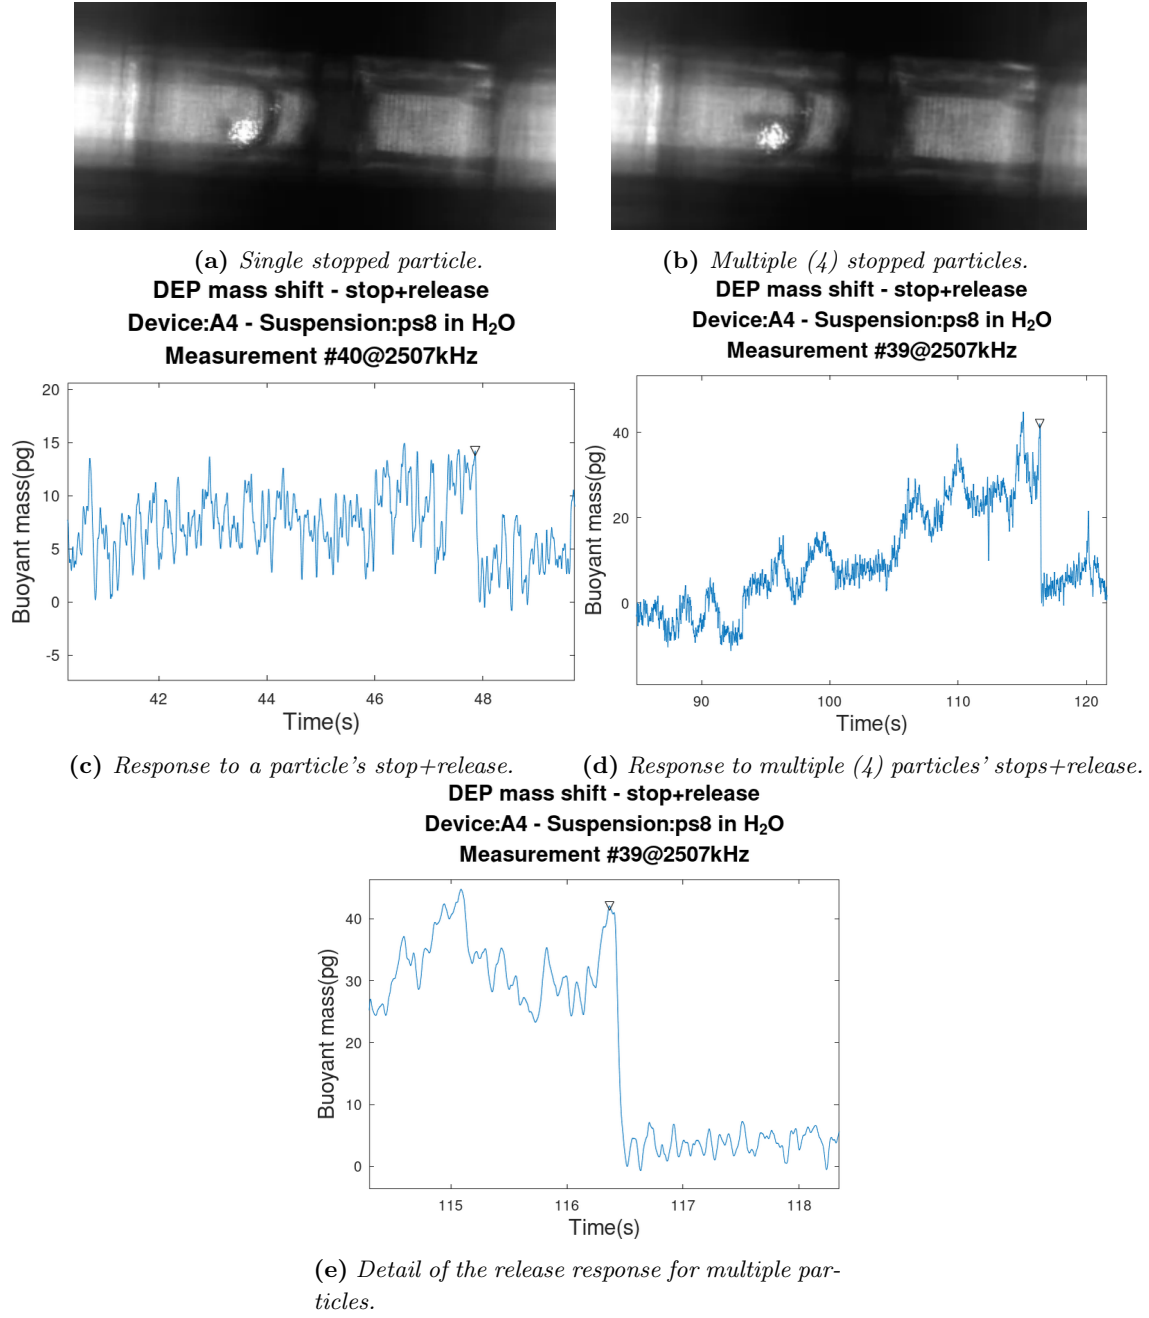 (a) Single stopped particle.
(b) Multiple (4) stopped particles.
DEP mass shift - stop+release
Device:A4 - Suspension:ps8 in H₂O
Measurement #40@2507kHz
20
15
10
5
0
-5
Buoyant mass(pg)
42 44 46 48
Time(s)
DEP mass shift - stop+release
Device:A4 - Suspension:ps8 in H₂O
Measurement #39@2507kHz
40
20
0
Buoyant mass(pg)
90 100 110 120
Time(s)
(c) Response to a particle's stop+release.
(d) Response to multiple (4) particles' stops+release.
DEP mass shift - stop+release
Device:A4 - Suspension:ps8 in H₂O
Measurement #39@2507kHz
40
30
20
10
0
Buoyant mass(pg)
115 116 117 118
Time(s)
(e) Detail of the release response for multiple par-
ticles.